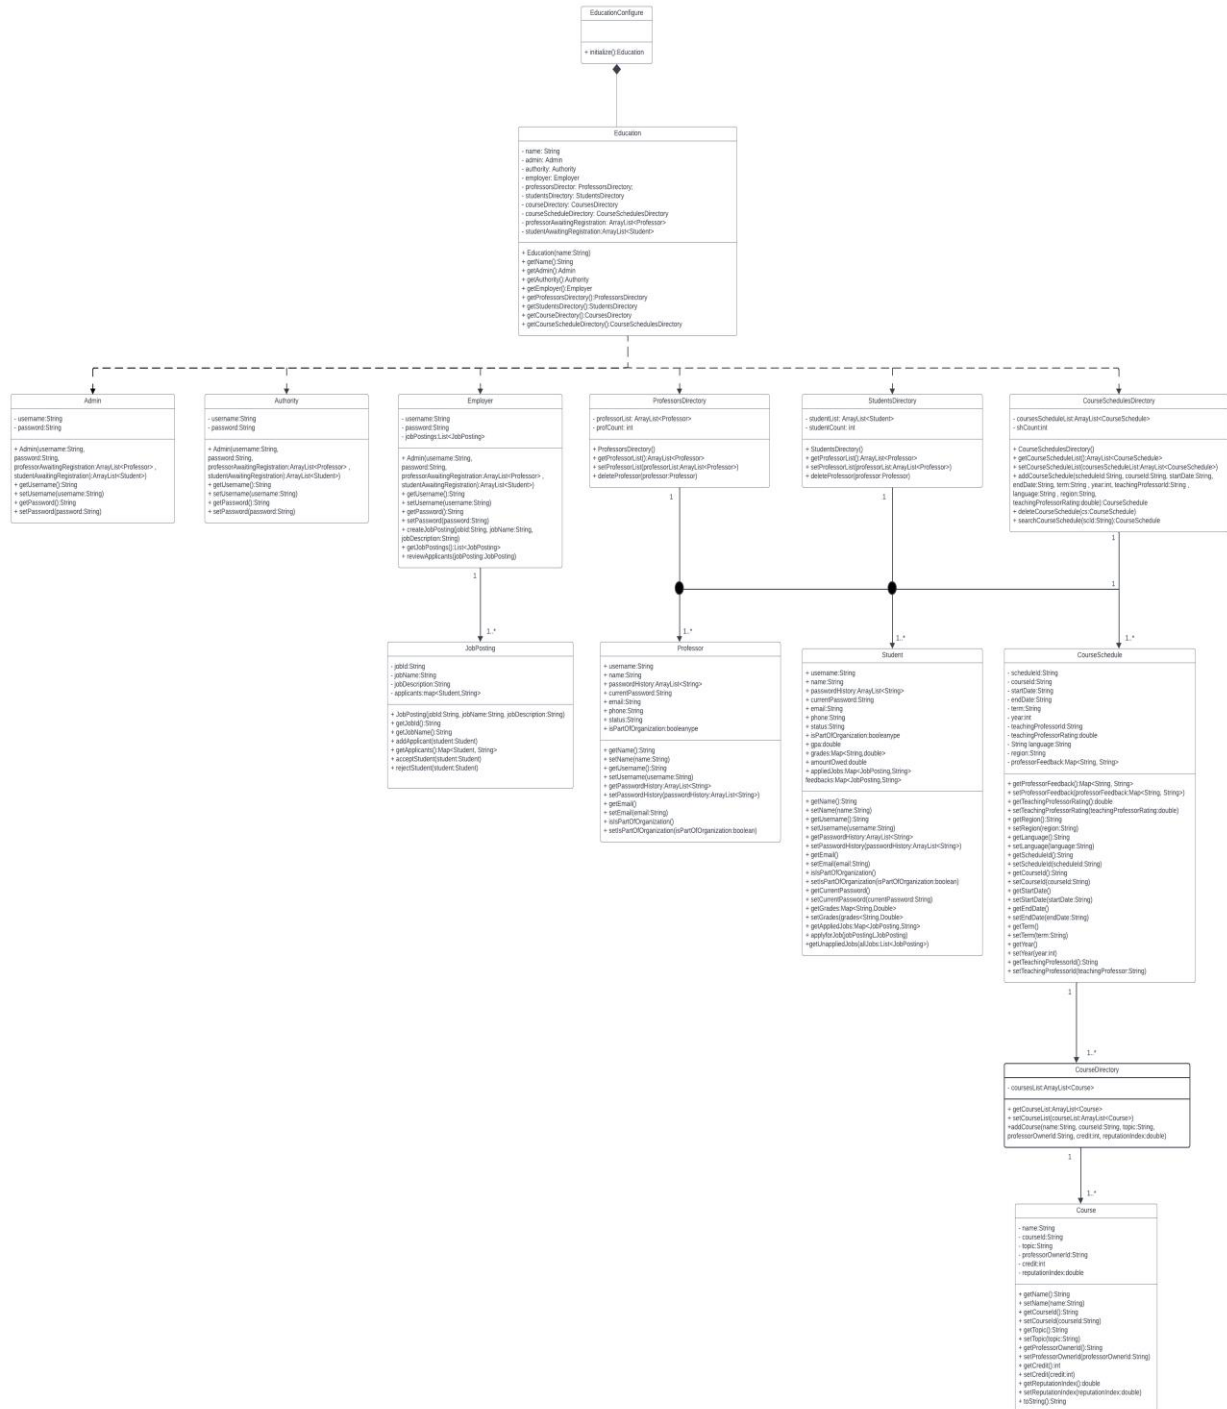 EducationConfigure
+ initialize():Education
Education
- name: String
- admin: Admin
- authority: Authority
- employer: Employer
- professorsDirector: ProfessorsDirectory;
- studentsDirectory: StudentsDirectory
- courseDirectory: CoursesDirectory
- courseScheduleDirectory: CourseSchedulesDirectory
- professorAwaitingRegistration: ArrayList<Professor>
- studentAwaitingRegistration:ArrayList<Student>
+ Education(name:String)
+ getName():String
+ getAdmin():Admin
+ getAuthority():Authority
+ getEmployer():Employer
+ getProfessorsDirectory():ProfessorsDirectory
+ getStudentsDirectory():StudentsDirectory
+ getCourseDirectory():CoursesDirectory
+ getCourseScheduleDirectory():CourseSchedulesDirectory
Admin
- username:String
- password:String
+ Admin(username:String,
password:String,
professorAwaitingRegistration:ArrayList<Professor> ,
studentAwaitingRegistration):ArrayList<Student>)
+ getUsername():String
+ setUsername(username:String)
+ getPassword():String
+ setPassword(password:String)
Authority
- username:String
- password:String
+ Admin(username:String,
password:String,
professorAwaitingRegistration:ArrayList<Professor> ,
studentAwaitingRegistration):ArrayList<Student>)
+ getUsername():String
+ setUsername(username:String)
+ getPassword():String
+ setPassword(password:String)
Employer
- username:String
- password:String
- jobPostings:List<JobPosting>
+ Admin(username:String,
password:String,
professorAwaitingRegistration:ArrayList<Professor> ,
studentAwaitingRegistration):ArrayList<Student>)
+ getUsername():String
+ setUsername(username:String)
+ getPassword():String
+ setPassword(password:String)
+ createJobPosting(jobId:String, jobName:String,
jobDescription:String)
+ getJobPostings():List<JobPosting>
+ reviewApplicants(jobPosting:JobPosting)
ProfessorsDirectory
- professorList: ArrayList<Professor>
- profCount: int
+ ProfessorsDirectory()
+ getProfessorList():ArrayList<Professor>
+ setProfessorList(professorList:ArrayList<Professor>)
+ deleteProfessor(professor:Professor)
StudentsDirectory
- studentList: ArrayList<Student>
- studentCount: int
+ StudentsDirectory()
+ getProfessorList():ArrayList<Professor>
+ setProfessorList(professorList:ArrayList<Professor>)
+ deleteProfessor(professor:Professor)
CourseSchedulesDirectory
- coursesScheduleList:ArrayList<CourseSchedule>
- shCount:int
+ CourseSchedulesDirectory()
+ getCourseScheduleList():ArrayList<CourseSchedule>
+ setCourseScheduleList(coursesScheduleList:ArrayList<CourseSchedule>)
+ addCourseSchedule(scheduleId:String, courseId:String, startDate:String,
endDate:String, term:String , year:int, teachingProfessorId:String ,
language:String , region:String,
teachingProfessorRating:double):CourseSchedule
+ deleteCourseSchedule(cs:CourseSchedule)
+ searchCourseSchedule(scId:String):CourseSchedule
1
1
1
1
1
1..*
1..*
1..*
1..*
JobPosting
- jobId:String
- jobName:String
- jobDescription:String
- applicants:map<Student,String>
+ JobPosting(jobId:String, jobName:String, jobDescription:String)
+ getJobId():String
+ getJobName():String
+ addApplicant(student:Student)
+ getApplicants():Map<Student, String>
+ acceptStudent(student:Student)
+ rejectStudent(student:Student)
Professor
+ username:String
+ name:String
+ passwordHistory:ArrayList<String>
+ currentPassword:String
+ email:String
+ phone:String
+ status:String
+ isPartOfOrganization:booleanype
+ getName():String
+ setName(name:String)
+ getUsername():String
+ setUsername(username:String)
+ getPasswordHistory:ArrayList<String>
+ setPasswordHistory(passwordHistory:ArrayList<String>)
+ getEmail()
+ setEmail(email:String)
+ isIsPartOfOrganization()
+ setIsPartOfOrganization(isPartOfOrganization:boolean)
Student
+ username:String
+ name:String
+ passwordHistory:ArrayList<String>
+ currentPassword:String
+ email:String
+ phone:String
+ status:String
+ isPartOfOrganization:booleanype
+ gpa:double
+ grades:Map<String,double>
+ amountOwed:double
+ appliedJobs:Map<JobPosting,String>
feedbacks:Map<JobPosting,String>
+ getName():String
+ setName(name:String)
+ getUsername():String
+ setUsername(username:String)
+ getPasswordHistory:ArrayList<String>
+ setPasswordHistory(passwordHistory:ArrayList<String>)
+ getEmail()
+ setEmail(email:String)
+ isIsPartOfOrganization()
+ setIsPartOfOrganization(isPartOfOrganization:boolean)
+ getCurrentPassword()
+ setCurrentPassword(currentPassword:String)
+ getGrades:Map<String,Double>
+ setGrades(grades<String,Double>
+ getAppliedJobs:Map<JobPosting,String>
+ applyforJob(jobPostingLJobPosting)
+getUnappliedJobs(allJobs:List<JobPosting>)
CourseSchedule
- scheduleId:String
- courseId:String
- startDate:String
- endDate:String
- term:String
- year:int
- teachingProfessorId:String
- teachingProfessorRating:double
- String language:String
- region:String
- professorFeedback:Map<String, String>
+ getProfessorFeedback():Map<String, String>
+ setProfessorFeedback(professorFeedback:Map<String, String>)
+ getTeachingProfessorRating():double
+ setTeachingProfessorRating(teachingProfessorRating:double)
+ getRegion():String
+ setRegion(region:String)
+ getLanguage():String
+ setLanguage(language:String)
+ getScheduleId():String
+ setScheduleId(scheduleId:String)
+ getCourseId():String
+ setCourseId(courseId:String)
+ getStartDate()
+ setStartDate(startDate:String)
+ getEndDate()
+ setEndDate(endDate:String)
+ getTerm()
+ setTerm(term:String)
+ getYear()
+ setYear(year:int)
+ getTeachingProfessorId():String
+ setTeachingProfessorId(teachingProfessor:String)
1
1..*
CourseDirectory
- coursesList:ArrayList<Course>
+ getCourseList:ArrayList<Course>
+ setCourseList(courseList:ArrayList<Course>)
+addCourse(name:String, courseId:String, topic:String,
professorOwnerId:String, credit:int, reputationIndex:double)
1
1..*
Course
- name:String
- courseId:String
- topic:String
- professorOwnerId:String
- credit:int
- reputationIndex:double
+ getName():String
+ setName(name:String)
+ getCourseId():String
+ setCourseId(courseId:String)
+ getTopic():String
+ setTopic(topic:String)
+ getProfessorOwnerId():String
+ setProfessorOwnerId(professorOwnerId:String)
+ getCredit():int
+ setCredit(credit:int)
+ getReputationIndex():double
+ setReputationIndex(reputationIndex:double)
+ toString():String